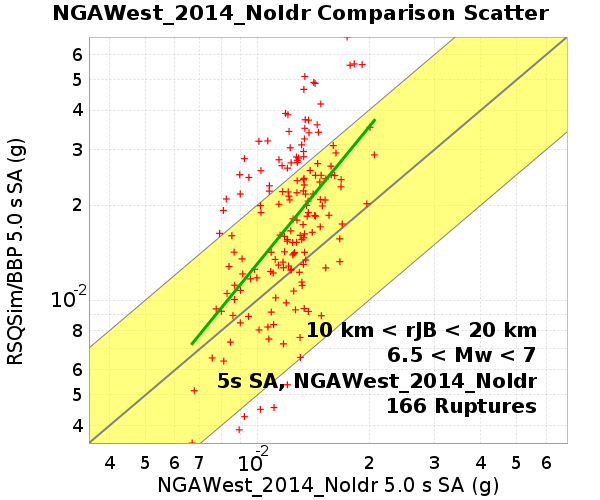 NGAWest_2014_NoIdr Comparison Scatter
RSQSim/BBP 5.0 s SA (g)
6
5
4
3
2
10⁻²
8
6
5
4
10 km < rJB < 20 km
6.5 < Mw < 7
5s SA, NGAWest_2014_NoIdr
166 Ruptures
4 5 6 7 10⁻² 2 3 4 5 6
NGAWest_2014_NoIdr 5.0 s SA (g)